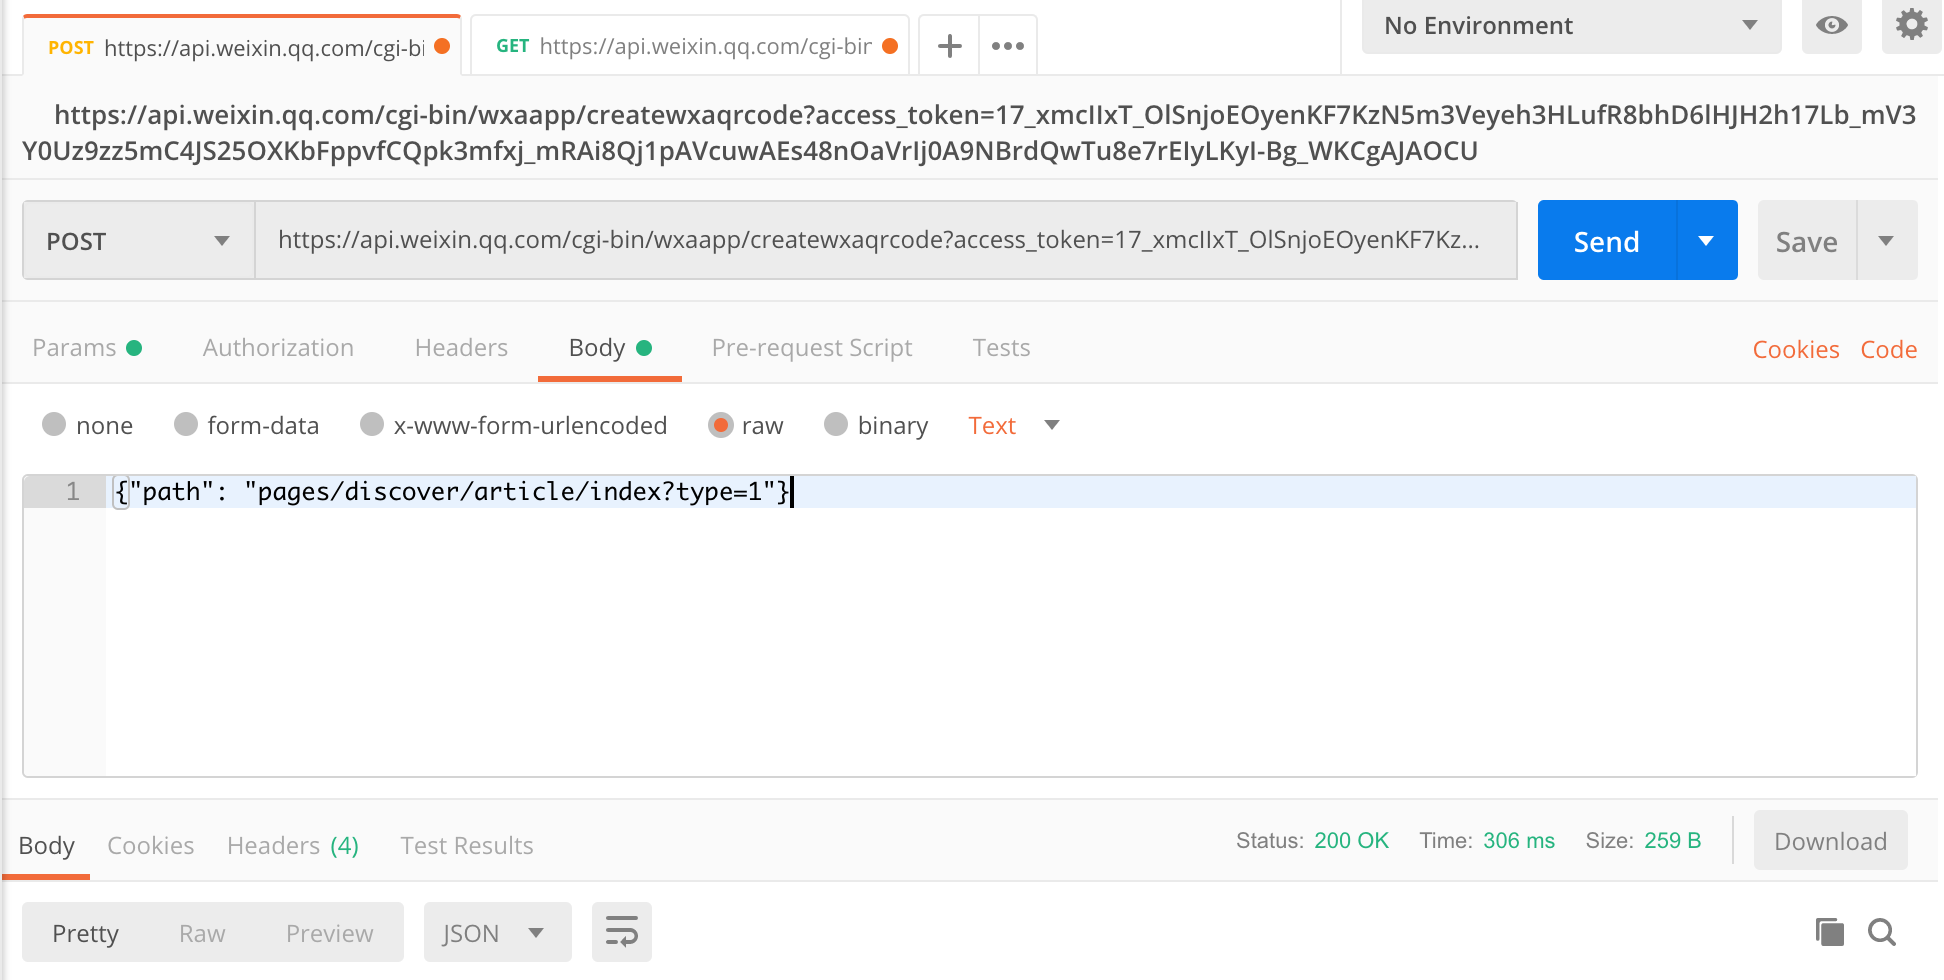 POST https://api.weixin.qq.com/cgi-bi
GET https://api.weixin.qq.com/cgi-bin
No Environment
https://api.weixin.qq.com/cgi-bin/wxaapp/createwxaqrcode?access_token=17_xmcIIxT_OlSnjoEOyenKF7KzN5m3Veyeh3HLufR8bhD6lHJH2h17Lb_mV3
Y0Uz9zz5mC4JS25OXKbFppvfCQpk3mfxj_mRAi8Qj1pAVcuwAEs48nOaVrIj0A9NBrdQwTu8e7rEIyLKyI-Bg_WKCgAJAOCU
POST
https://api.weixin.qq.com/cgi-bin/wxaapp/createwxaqrcode?access_token=17_xmcIIxT_OlSnjoEOyenKF7Kz...
Send
Save
Params Authorization Headers Body Pre-request Script Tests Cookies Code
none form-data x-www-form-urlencoded raw binary Text
1 {"path": "pages/discover/article/index?type=1"}
Body Cookies Headers (4) Test Results Status: 200 OK Time: 306 ms Size: 259 B Download
Pretty Raw Preview JSON